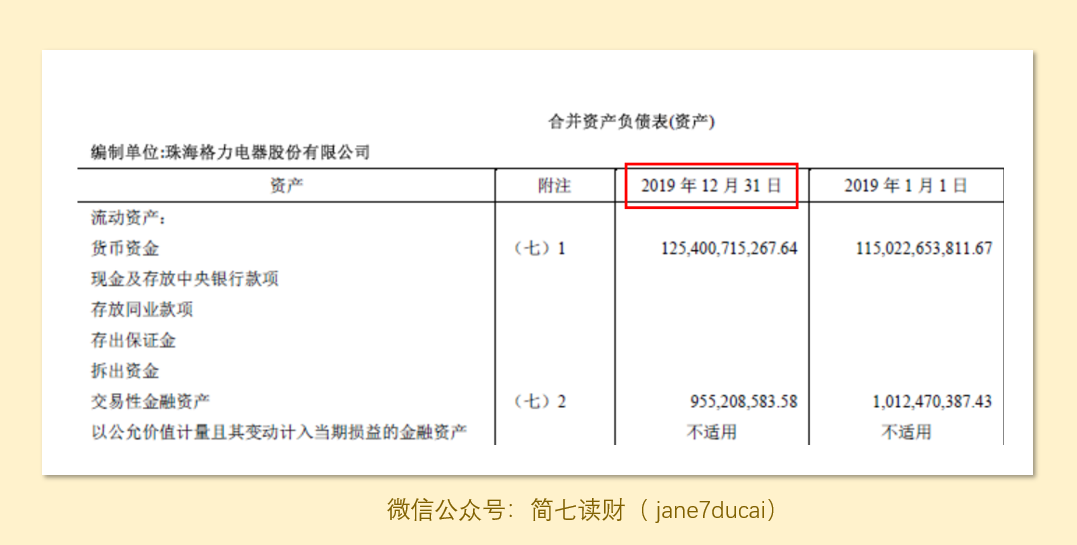 合并资产负债表(资产)
编制单位:珠海格力电器股份有限公司
资产 附注 2019 年 12 月 31 日 2019 年 1 月 1 日
流动资产：
货币资金 （七）1 125,400,715,267.64 115,022,653,811.67
现金及存放中央银行款项
存放同业款项
存出保证金
拆出资金
交易性金融资产 （七）2 955,208,583.58 1,012,470,387.43
以公允价值计量且其变动计入当期损益的金融资产 不适用 不适用
微信公众号：简七读财（ jane7ducai）